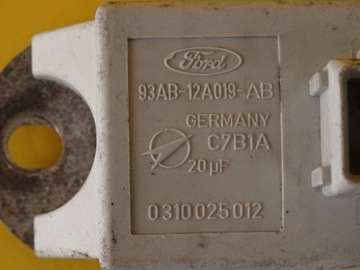 Ford
93AB-12A019-AB
GERMANY
C7B1A
20µF
0310025012